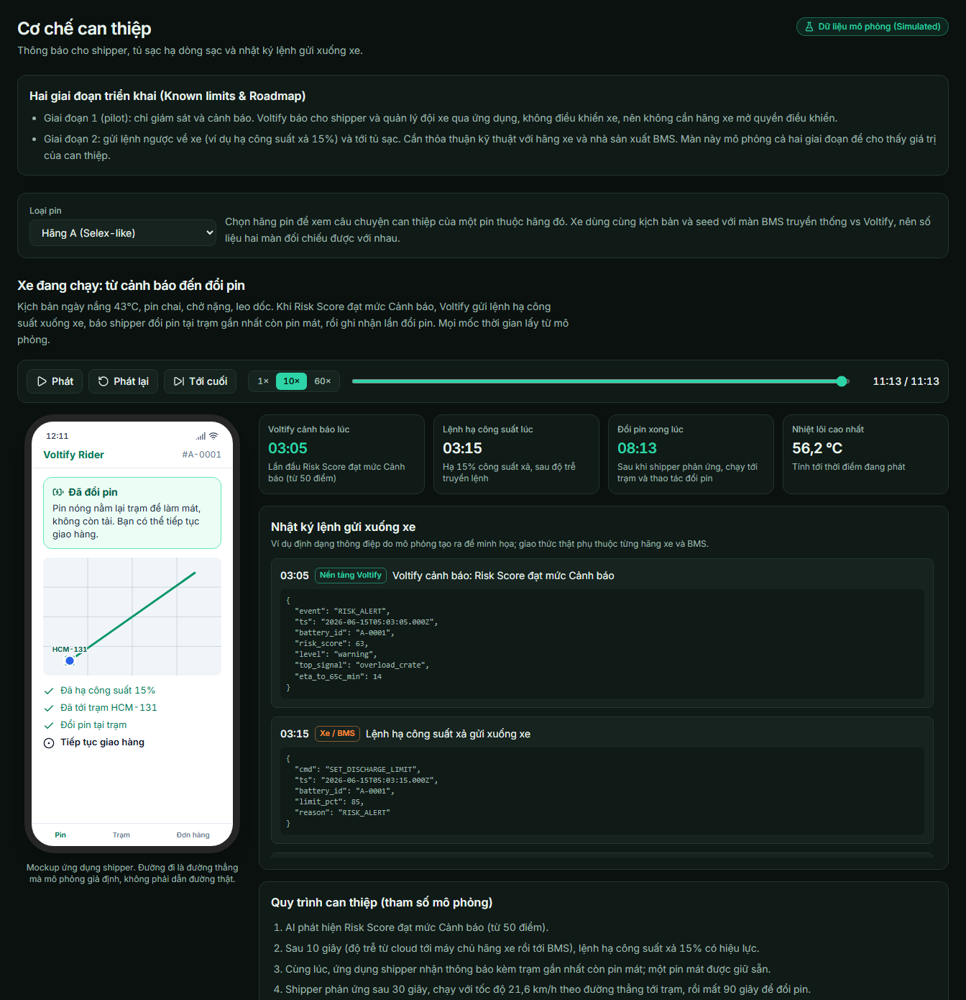 Cơ chế can thiệp
Dữ liệu mô phỏng (Simulated)
Thông báo cho shipper, tủ sạc hạ dòng sạc và nhật ký lệnh gửi xuống xe.
Hai giai đoạn triển khai (Known limits & Roadmap)
Giai đoạn 1 (pilot): chỉ giám sát và cảnh báo. Voltify báo cho shipper và quản lý đội xe qua ứng dụng, không điều khiển xe, nên không cần hãng xe mở quyền điều khiển.
Giai đoạn 2: gửi lệnh ngược về xe (ví dụ hạ công suất xả 15%) và tới tủ sạc. Cần thỏa thuận kỹ thuật với hãng xe và nhà sản xuất BMS. Màn này mô phỏng cả hai giai đoạn để cho thấy giá trị
của can thiệp.
Loại pin
Hãng A (Selex-like)
Chọn hãng pin để xem câu chuyện can thiệp của một pin thuộc hãng đó. Xe dùng cùng kịch bản và seed với màn BMS truyền thống vs Voltify, nên số
liệu hai màn đối chiếu được với nhau.
Xe đang chạy: từ cảnh báo đến đổi pin
Kịch bản ngày nắng 43°C, pin chai, chở nặng, leo dốc. Khi Risk Score đạt mức Cảnh báo, Voltify gửi lệnh hạ công
suất xuống xe, báo shipper đổi pin tại trạm gần nhất còn pin mát, rồi ghi nhận lần đổi pin. Mọi mốc thời gian lấy từ mô
phỏng.
Phát
Phát lại
Tới cuối
1×
10×
60×
11:13 / 11:13
12:11
Voltify Rider
#A-0001
Đã đổi pin
Pin nóng nằm lại trạm để làm mát,
không còn tải. Bạn có thể tiếp tục
giao hàng.
HCM-131
Đã hạ công suất 15%
Đã tới trạm HCM-131
Đổi pin tại trạm
Tiếp tục giao hàng
Pin
Trạm
Đơn hàng
Mockup ứng dụng shipper. Đường đi là đường thẳng
mà mô phỏng giả định, không phải dẫn đường thật.
Voltify cảnh báo lúc
03:05
Lần đầu Risk Score đạt mức Cảnh
báo (từ 50 điểm)
Lệnh hạ công suất lúc
03:15
Hạ 15% công suất xả, sau độ trễ
truyền lệnh
Đổi pin xong lúc
08:13
Sau khi shipper phản ứng, chạy tới
trạm và thao tác đổi pin
Nhiệt lõi cao nhất
56,2 °C
Tính tới thời điểm đang phát
Nhật ký lệnh gửi xuống xe
Ví dụ định dạng thông điệp do mô phỏng tạo ra để minh họa; giao thức thật phụ thuộc từng hãng xe và BMS.
03:05
Nền tảng Voltify
Voltify cảnh báo: Risk Score đạt mức Cảnh báo
{
"event": "RISK_ALERT",
"ts": "2026-06-15T05:03:05.000Z",
"battery_id": "A-0001",
"risk_score": 63,
"level": "warning",
"top_signal": "overload_crate",
"eta_to_65c_min": 14
}
03:15
Xe / BMS
Lệnh hạ công suất xả gửi xuống xe
{
"cmd": "SET_DISCHARGE_LIMIT",
"ts": "2026-06-15T05:03:15.000Z",
"battery_id": "A-0001",
"limit_pct": 85,
"reason": "RISK_ALERT"
}
Quy trình can thiệp (tham số mô phỏng)
1. AI phát hiện Risk Score đạt mức Cảnh báo (từ 50 điểm).
2. Sau 10 giây (độ trễ từ cloud tới máy chủ hãng xe rồi tới BMS), lệnh hạ công suất xả 15% có hiệu lực.
3. Cùng lúc, ứng dụng shipper nhận thông báo kèm trạm gần nhất còn pin mát; một pin mát được giữ sẵn.
4. Shipper phản ứng sau 30 giây, chạy với tốc độ 21,6 km/h theo đường thẳng tới trạm, rồi mất 90 giây để đổi pin.